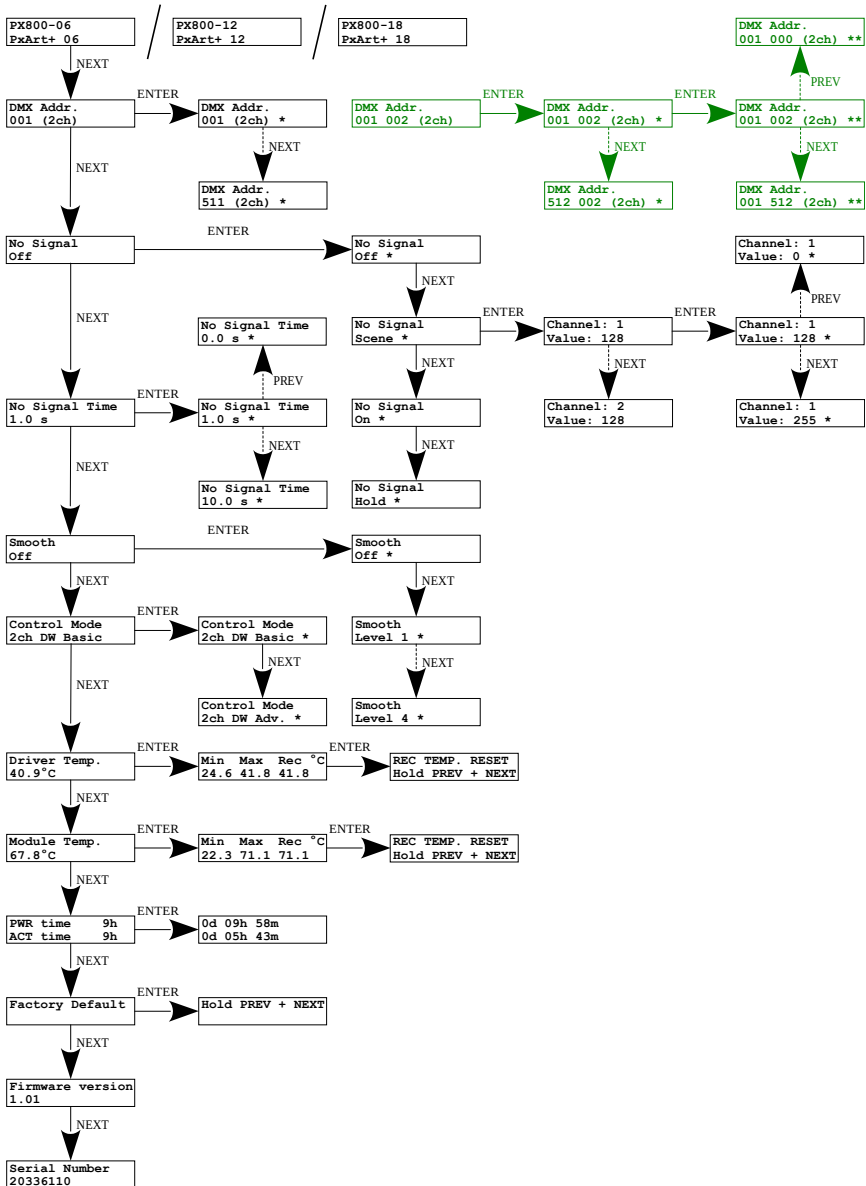 PX800-06
PxArt+ 06
PX800-12
PxArt+ 12
PX800-18
PxArt+ 18
DMX Addr.
001 000 (2ch) **
NEXT
PREV
DMX Addr.
001 (2ch)
ENTER
DMX Addr.
001 (2ch) *
DMX Addr.
001 002 (2ch)
ENTER
DMX Addr.
001 002 (2ch) *
ENTER
DMX Addr.
001 002 (2ch) **
NEXT
NEXT
NEXT
NEXT
DMX Addr.
511 (2ch) *
DMX Addr.
512 002 (2ch) *
DMX Addr.
001 512 (2ch) **
No Signal
Off
ENTER
No Signal
Off *
Channel: 1
Value: 0 *
NEXT
PREV
NEXT
No Signal Time
0.0 s *
No Signal
Scene *
ENTER
Channel: 1
Value: 128
ENTER
Channel: 1
Value: 128 *
PREV
NEXT
NEXT
NEXT
No Signal Time
1.0 s
ENTER
No Signal Time
1.0 s *
No Signal
On *
Channel: 2
Value: 128
Channel: 1
Value: 255 *
NEXT
NEXT
NEXT
No Signal Time
10.0 s *
No Signal
Hold *
Smooth
Off
ENTER
Smooth
Off *
NEXT
NEXT
Control Mode
2ch DW Basic
ENTER
Control Mode
2ch DW Basic *
Smooth
Level 1 *
NEXT
NEXT
NEXT
Control Mode
2ch DW Adv. *
Smooth
Level 4 *
Driver Temp.
40.9°C
ENTER
Min Max Rec °C
24.6 41.8 41.8
ENTER
REC TEMP. RESET
Hold PREV + NEXT
NEXT
Module Temp.
67.8°C
ENTER
Min Max Rec °C
22.3 71.1 71.1
ENTER
REC TEMP. RESET
Hold PREV + NEXT
NEXT
PWR time 9h
ACT time 9h
ENTER
0d 09h 58m
0d 05h 43m
NEXT
Factory Default
ENTER
Hold PREV + NEXT
NEXT
Firmware version
1.01
NEXT
Serial Number
20336110